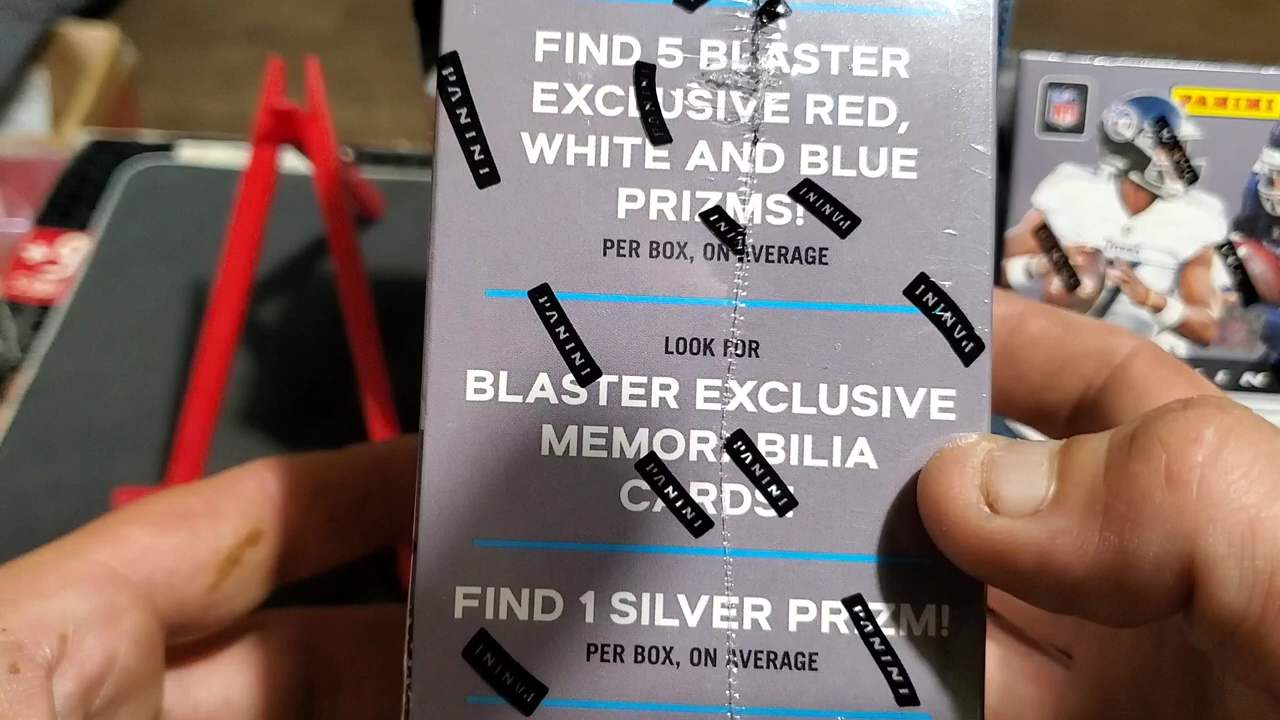 FIND 5 BLASTER
EXCLUSIVE RED,
WHITE AND BLUE
PRIZMS!
PER BOX, ON AVERAGE
LOOK FOR
BLASTER EXCLUSIVE
MEMORABILIA
CARDS!
FIND 1 SILVER PRIZM!
PER BOX, ON AVERAGE
PANINI
PANINI
PANINI
PANINI
PANINI
PANINI
PANINI
PANINI
PANINI
PANINI
NFL
PANINI